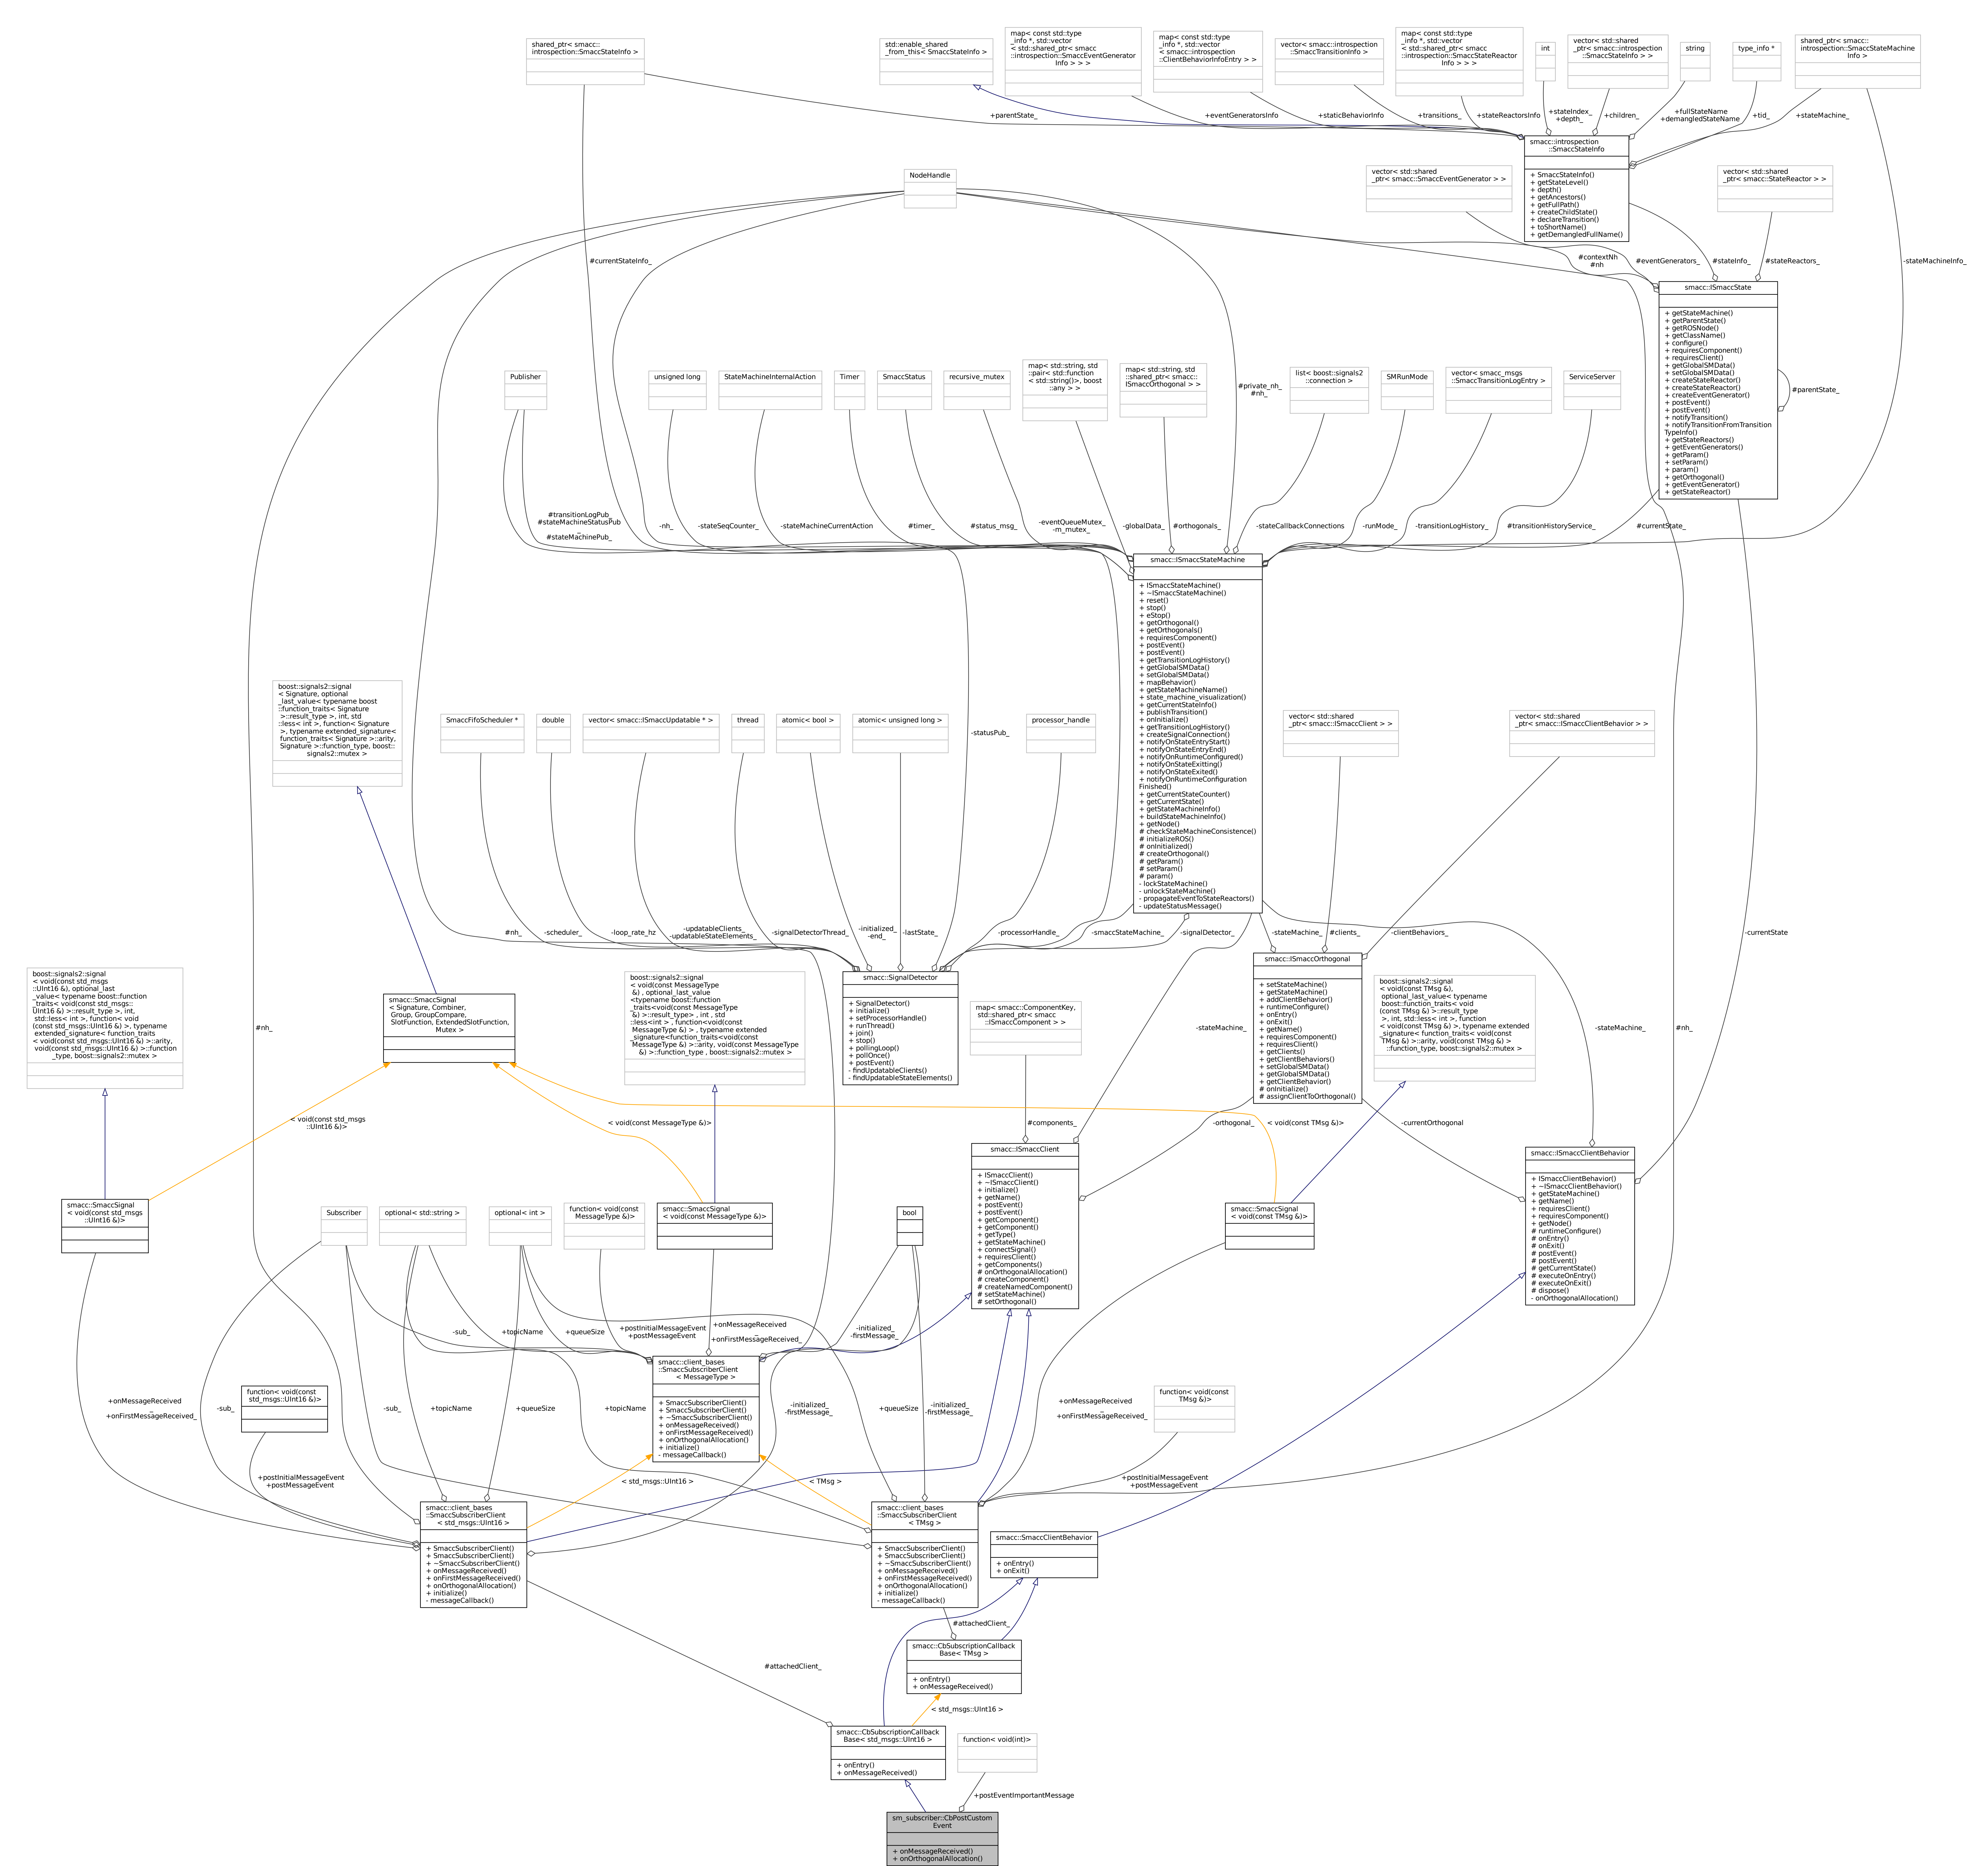 shared_ptr< smacc::
introspection::SmaccStateInfo >
std::enable_shared
_from_this< SmaccStateInfo >
map< const std::type
_info *, std::vector
< std::shared_ptr< smacc
::introspection::SmaccEventGenerator
Info > > >
map< const std::type
_info *, std::vector
< smacc::introspection
::ClientBehaviorInfoEntry > >
vector< smacc::introspection
::SmaccTransitionInfo >
map< const std::type
_info *, std::vector
< std::shared_ptr< smacc
::introspection::SmaccStateReactor
Info > > >
int
vector< std::shared
_ptr< smacc::introspection
::SmaccStateInfo > >
string
type_info *
shared_ptr< smacc::
introspection::SmaccStateMachine
Info >
+parentState_
+eventGeneratorsInfo
+staticBehaviorInfo
+transitions_
+stateReactorsInfo
+stateIndex_
+depth_
+children_
+fullStateName
+demangledStateName
+tid_
+stateMachine_
smacc::introspection
::SmaccStateInfo
+ SmaccStateInfo()
+ getStateLevel()
+ depth()
+ getAncestors()
+ getFullPath()
+ createChildState()
+ declareTransition()
+ toShortName()
+ getDemangledFullName()
NodeHandle
vector< std::shared
_ptr< smacc::SmaccEventGenerator > >
vector< std::shared
_ptr< smacc::StateReactor > >
#currentStateInfo_
#contextNh
#nh
#eventGenerators_
#stateInfo_
#stateReactors_
-stateMachineInfo_
smacc::ISmaccState
+ getStateMachine()
+ getParentState()
+ getROSNode()
+ getClassName()
+ configure()
+ requiresComponent()
+ requiresClient()
+ getGlobalSMData()
+ setGlobalSMData()
+ createStateReactor()
+ createStateReactor()
+ createEventGenerator()
+ postEvent()
+ postEvent()
+ notifyTransition()
+ notifyTransitionFromTransition
TypeInfo()
+ getStateReactors()
+ getEventGenerators()
+ getParam()
+ setParam()
+ param()
+ getOrthogonal()
+ getEventGenerator()
+ getStateReactor()
#parentState_
Publisher
unsigned long
StateMachineInternalAction
Timer
SmaccStatus
recursive_mutex
map< std::string, std
::pair< std::function
< std::string()>, boost
::any > >
map< std::string, std
::shared_ptr< smacc::
ISmaccOrthogonal > >
#private_nh_
#nh_
list< boost::signals2
::connection >
SMRunMode
vector< smacc_msgs
::SmaccTransitionLogEntry >
ServiceServer
#transitionLogPub_
#stateMachineStatusPub
_
#stateMachinePub_
-nh_
-stateSeqCounter_
-stateMachineCurrentAction
#timer_
#status_msg_
-eventQueueMutex_
-m_mutex_
-globalData_
#orthogonals_
-stateCallbackConnections
-runMode_
-transitionLogHistory_
#transitionHistoryService_
#currentState_
smacc::ISmaccStateMachine
+ ISmaccStateMachine()
+ ~ISmaccStateMachine()
+ reset()
+ stop()
+ eStop()
+ getOrthogonal()
+ getOrthogonals()
+ requiresComponent()
+ postEvent()
+ postEvent()
+ getTransitionLogHistory()
+ getGlobalSMData()
+ setGlobalSMData()
+ mapBehavior()
+ getStateMachineName()
+ state_machine_visualization()
+ getCurrentStateInfo()
+ publishTransition()
+ onInitialize()
+ getTransitionLogHistory()
+ createSignalConnection()
+ notifyOnStateEntryStart()
+ notifyOnStateEntryEnd()
+ notifyOnRuntimeConfigured()
+ notifyOnStateExitting()
+ notifyOnStateExited()
+ notifyOnRuntimeConfiguration
Finished()
+ getCurrentStateCounter()
+ getCurrentState()
+ getStateMachineInfo()
+ buildStateMachineInfo()
+ getNode()
# checkStateMachineConsistence()
# initializeROS()
# onInitialized()
# createOrthogonal()
# getParam()
# setParam()
# param()
- lockStateMachine()
- unlockStateMachine()
- propagateEventToStateReactors()
- updateStatusMessage()
boost::signals2::signal
< Signature, optional
_last_value< typename boost
::function_traits< Signature
>::result_type >, int, std
::less< int >, function< Signature
>, typename extended_signature<
function_traits< Signature >::arity,
Signature >::function_type, boost::
signals2::mutex >
SmaccFifoScheduler *
double
vector< smacc::ISmaccUpdatable * >
thread
atomic< bool >
atomic< unsigned long >
-statusPub_
processor_handle
vector< std::shared
_ptr< smacc::ISmaccClient > >
vector< std::shared
_ptr< smacc::ISmaccClientBehavior > >
#nh_
-scheduler_
-loop_rate_hz
-updatableClients_
-updatableStateElements_
-signalDetectorThread_
-initialized_
-end_
-lastState_
-processorHandle_
-smaccStateMachine_
-signalDetector_
-stateMachine_
#clients_
-clientBehaviors_
-currentState
boost::signals2::signal
< void(const std_msgs
::UInt16 &), optional_last
_value< typename boost::function
_traits< void(const std_msgs::
UInt16 &) >::result_type >, int,
std::less< int >, function< void
(const std_msgs::UInt16 &) >, typename
extended_signature< function_traits
< void(const std_msgs::UInt16 &) >::arity,
void(const std_msgs::UInt16 &) >::function
_type, boost::signals2::mutex >
smacc::SmaccSignal
< Signature, Combiner,
Group, GroupCompare,
SlotFunction, ExtendedSlotFunction,
Mutex >
boost::signals2::signal
< void(const MessageType
&) , optional_last_value
<typename boost::function
_traits<void(const MessageType
&) >::result_type> , int , std
::less<int > , function<void(const
MessageType &) > , typename extended
_signature<function_traits<void(const
MessageType &) >::arity, void(const MessageType
&) >::function_type , boost::signals2::mutex >
smacc::SignalDetector
+ SignalDetector()
+ initialize()
+ setProcessorHandle()
+ runThread()
+ join()
+ stop()
+ pollingLoop()
+ pollOnce()
+ postEvent()
- findUpdatableClients()
- findUpdatableStateElements()
map< smacc::ComponentKey,
std::shared_ptr< smacc
::ISmaccComponent > >
smacc::ISmaccOrthogonal
+ setStateMachine()
+ getStateMachine()
+ addClientBehavior()
+ runtimeConfigure()
+ onEntry()
+ onExit()
+ getName()
+ requiresComponent()
+ requiresClient()
+ getClients()
+ getClientBehaviors()
+ setGlobalSMData()
+ getGlobalSMData()
+ getClientBehavior()
# onInitialize()
# assignClientToOrthogonal()
boost::signals2::signal
< void(const TMsg &),
optional_last_value< typename
boost::function_traits< void
(const TMsg &) >::result_type
>, int, std::less< int >, function
< void(const TMsg &) >, typename extended
_signature< function_traits< void(const
TMsg &) >::arity, void(const TMsg &) >
::function_type, boost::signals2::mutex >
#nh_
-stateMachine_
-stateMachine_
#nh_
< void(const std_msgs
::UInt16 &)>
< void(const MessageType &)>
#components_
-orthogonal_
< void(const TMsg &)>
-currentOrthogonal
smacc::ISmaccClient
+ ISmaccClient()
+ ~ISmaccClient()
+ initialize()
+ getName()
+ postEvent()
+ postEvent()
+ getComponent()
+ getComponent()
+ getType()
+ getStateMachine()
+ connectSignal()
+ requiresClient()
+ getComponents()
# onOrthogonalAllocation()
# createComponent()
# createNamedComponent()
# setStateMachine()
# setOrthogonal()
smacc::ISmaccClientBehavior
+ ISmaccClientBehavior()
+ ~ISmaccClientBehavior()
+ getStateMachine()
+ getName()
+ requiresClient()
+ requiresComponent()
+ getNode()
# runtimeConfigure()
# onEntry()
# onExit()
# postEvent()
# postEvent()
# getCurrentState()
# executeOnEntry()
# executeOnExit()
# dispose()
- onOrthogonalAllocation()
smacc::SmaccSignal
< void(const std_msgs
::UInt16 &)>
Subscriber
optional< std::string >
optional< int >
function< void(const
MessageType &)>
smacc::SmaccSignal
< void(const MessageType &)>
bool
smacc::SmaccSignal
< void(const TMsg &)>
-sub_
+topicName
+queueSize
+postInitialMessageEvent
+postMessageEvent
+onMessageReceived
_
+onFirstMessageReceived_
-initialized_
-firstMessage_
smacc::client_bases
::SmaccSubscriberClient
< MessageType >
+ SmaccSubscriberClient()
+ SmaccSubscriberClient()
+ ~SmaccSubscriberClient()
+ onMessageReceived()
+ onFirstMessageReceived()
+ onOrthogonalAllocation()
+ initialize()
- messageCallback()
function< void(const
std_msgs::UInt16 &)>
function< void(const
TMsg &)>
+onMessageReceived
_
+onFirstMessageReceived_
-sub_
-sub_
+topicName
+queueSize
+topicName
-initialized_
-firstMessage_
+queueSize
-initialized_
-firstMessage_
+onMessageReceived
_
+onFirstMessageReceived_
+postInitialMessageEvent
+postMessageEvent
< std_msgs::UInt16 >
< TMsg >
+postInitialMessageEvent
+postMessageEvent
smacc::client_bases
::SmaccSubscriberClient
< std_msgs::UInt16 >
+ SmaccSubscriberClient()
+ SmaccSubscriberClient()
+ ~SmaccSubscriberClient()
+ onMessageReceived()
+ onFirstMessageReceived()
+ onOrthogonalAllocation()
+ initialize()
- messageCallback()
smacc::client_bases
::SmaccSubscriberClient
< TMsg >
+ SmaccSubscriberClient()
+ SmaccSubscriberClient()
+ ~SmaccSubscriberClient()
+ onMessageReceived()
+ onFirstMessageReceived()
+ onOrthogonalAllocation()
+ initialize()
- messageCallback()
smacc::SmaccClientBehavior
+ onEntry()
+ onExit()
#attachedClient_
smacc::CbSubscriptionCallback
Base< TMsg >
+ onEntry()
+ onMessageReceived()
#attachedClient_
< std_msgs::UInt16 >
smacc::CbSubscriptionCallback
Base< std_msgs::UInt16 >
+ onEntry()
+ onMessageReceived()
function< void(int)>
+postEventImportantMessage
sm_subscriber::CbPostCustom
Event
+ onMessageReceived()
+ onOrthogonalAllocation()